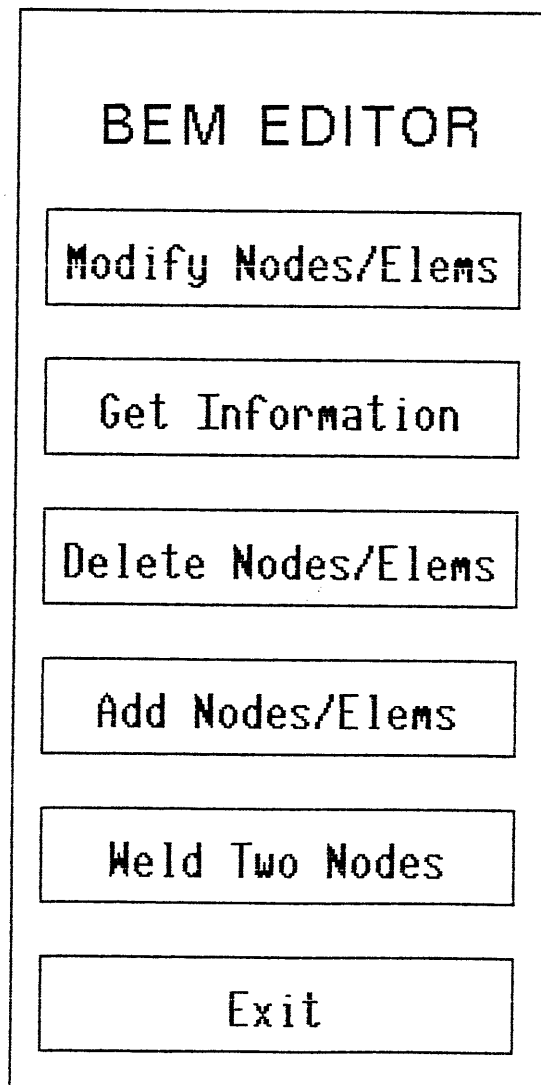 BEM EDITOR
Modify Nodes/Elems
Get Information
Delete Nodes/Elems
Add Nodes/Elems
Weld Two Nodes
Exit